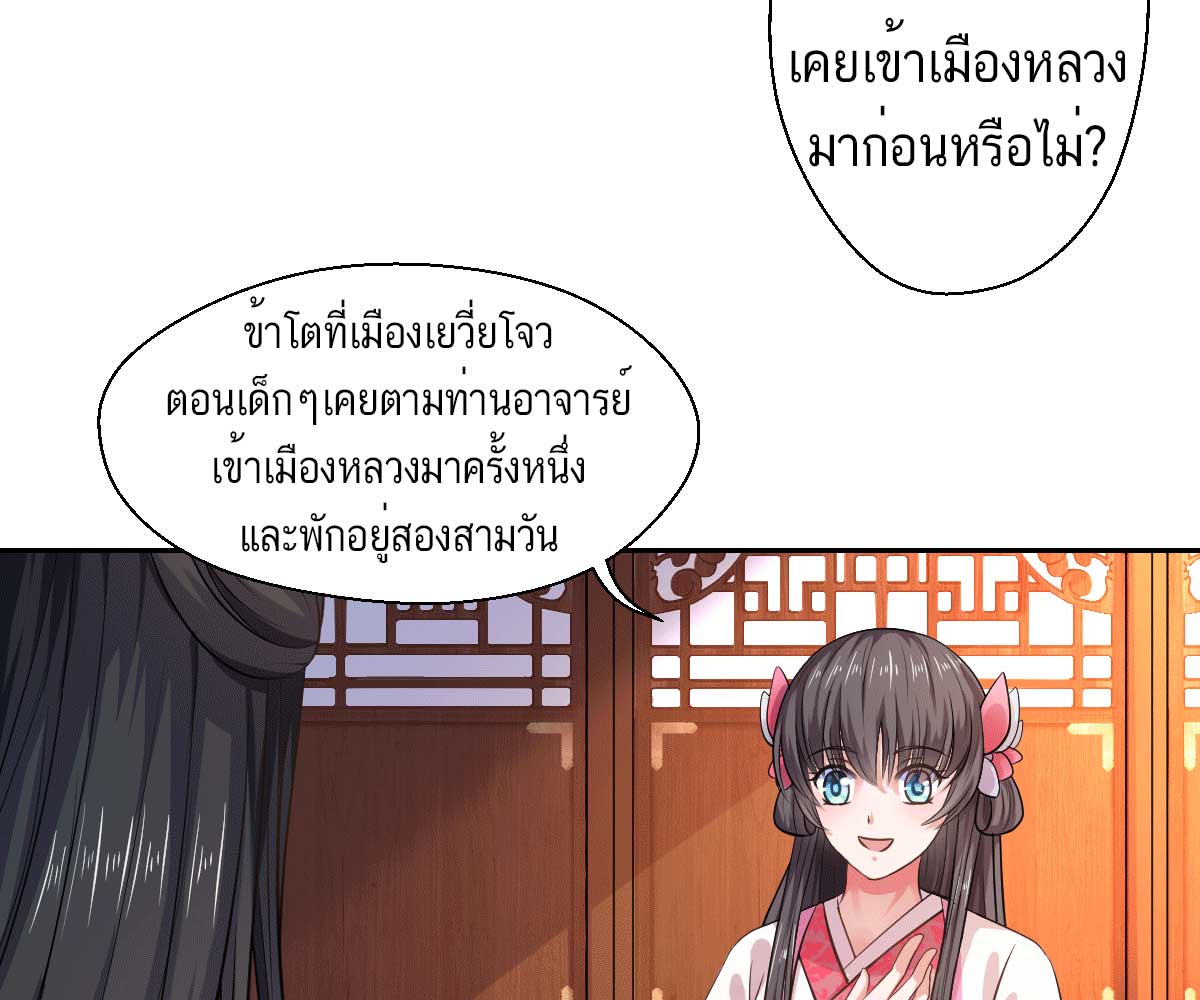 เคยเข้าเมืองหลวง
มาก่อนหรือไม่?
ข้าโตที่เมืองเยวี่ยโจว
ตอนเด็กๆเคยตามท่านอาจารย์
เข้าเมืองหลวงมาครั้งหนึ่ง
และพักอยู่สองสามวัน